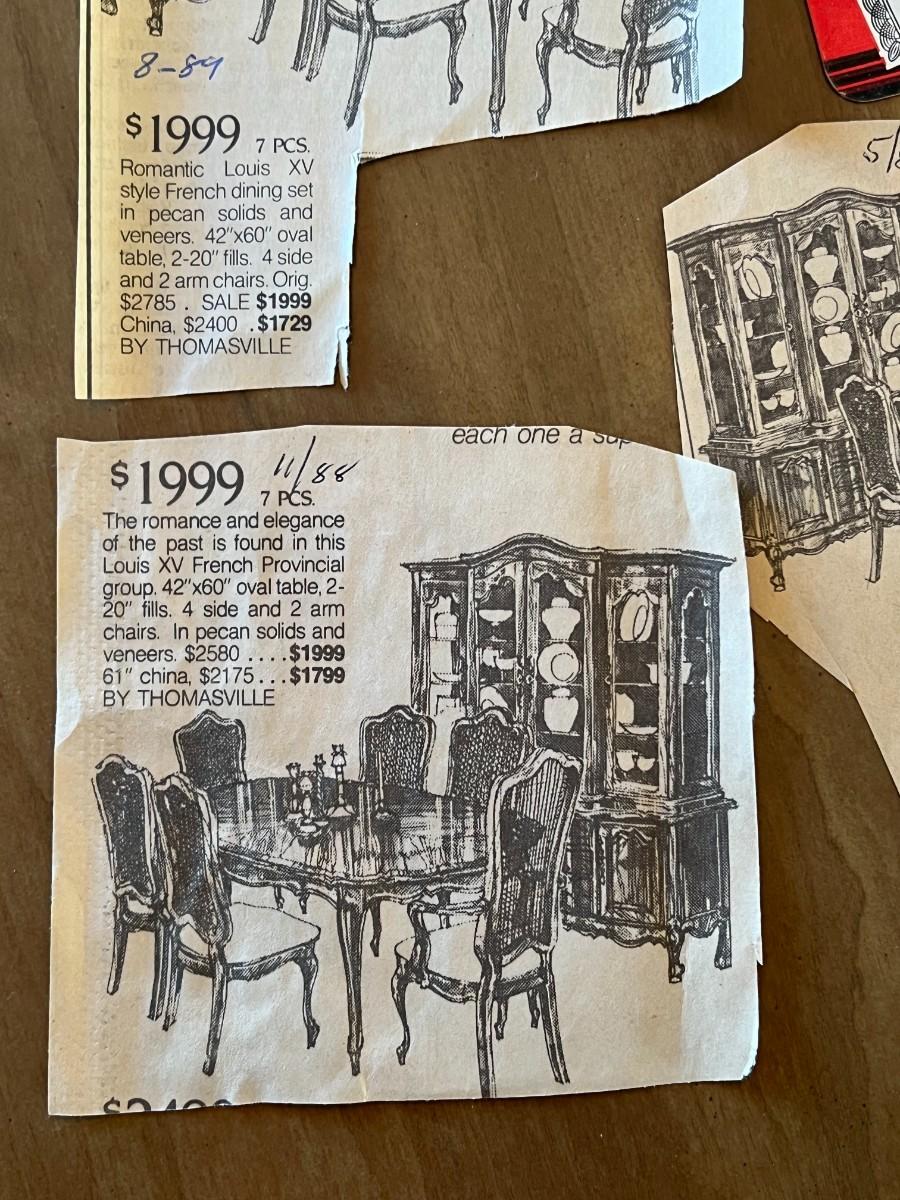 8-89
$1999 7 PCS.
Romantic Louis XV
style French dining set
in pecan solids and
veneers. 42"x60" oval
table, 2-20" fills. 4 side
and 2 arm chairs. Orig.
$2785 . SALE $1999
China, $2400 . $1729
BY THOMASVILLE
5/
each one a sup
$1999 7 PCS.
11/88
The romance and elegance
of the past is found in this
Louis XV French Provincial
group. 42"x60" oval table, 2-
20" fills. 4 side and 2 arm
chairs. In pecan solids and
veneers. $2580 ....$1999
61" china, $2175...$1799
BY THOMASVILLE